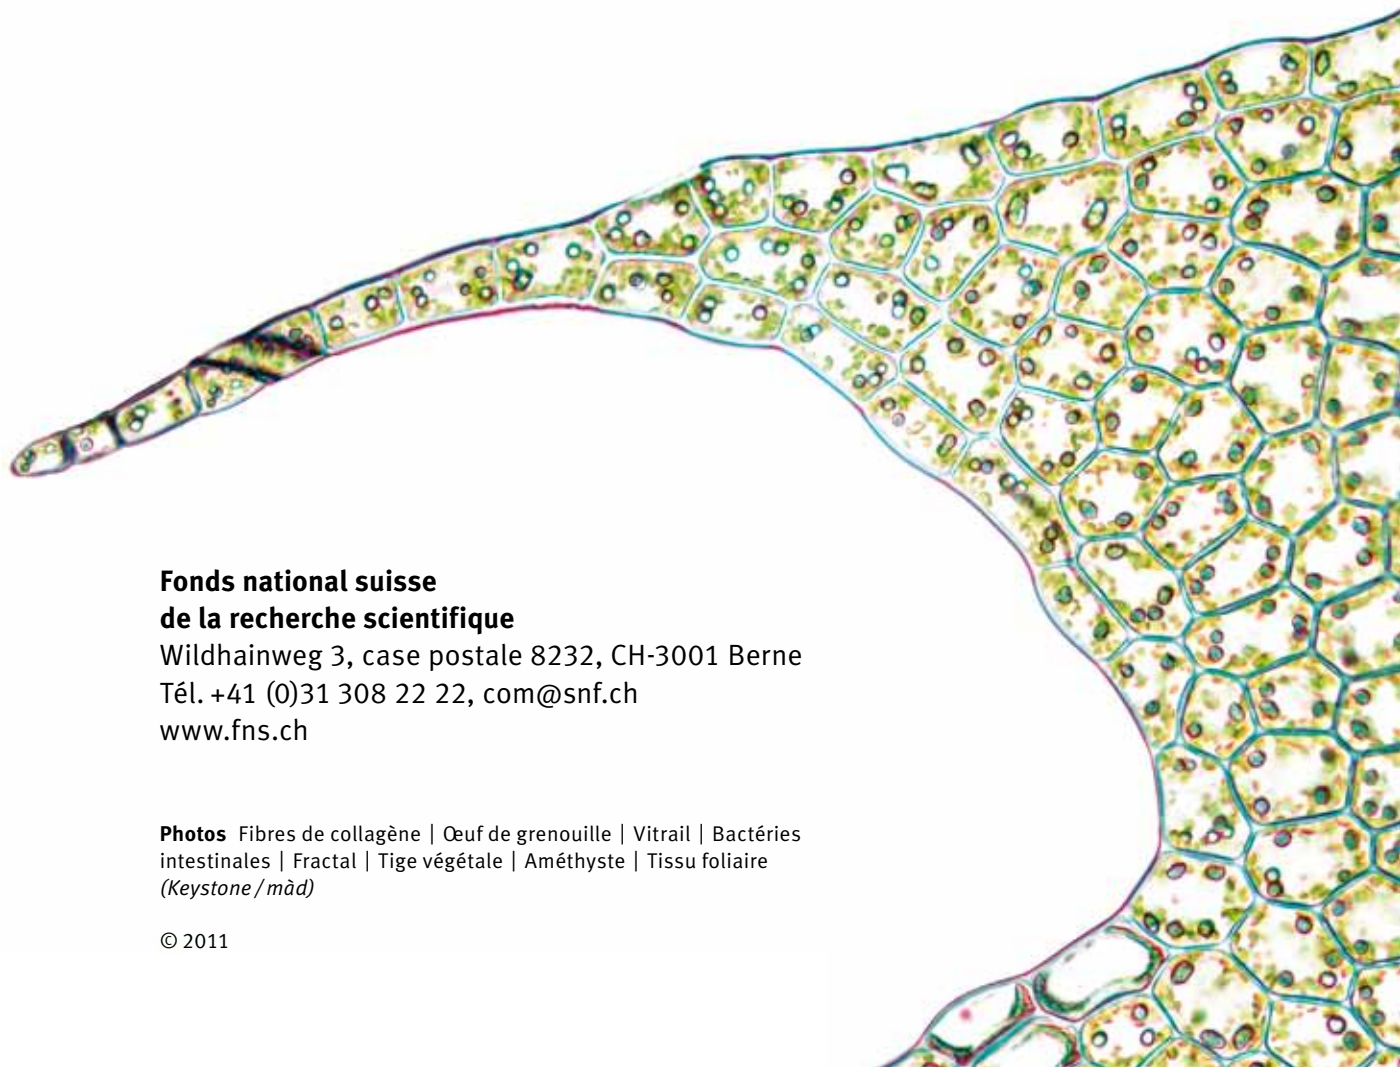 Fonds national suisse
de la recherche scientifique
Wildhainweg 3, case postale 8232, CH-3001 Berne
Tél. +41 (0)31 308 22 22, com@snf.ch
www.fns.ch
Photos Fibres de collagène | Œuf de grenouille | Vitrail | Bactéries
intestinales | Fractal | Tige végétale | Améthyste | Tissu foliaire
(Keystone / màd)
© 2011